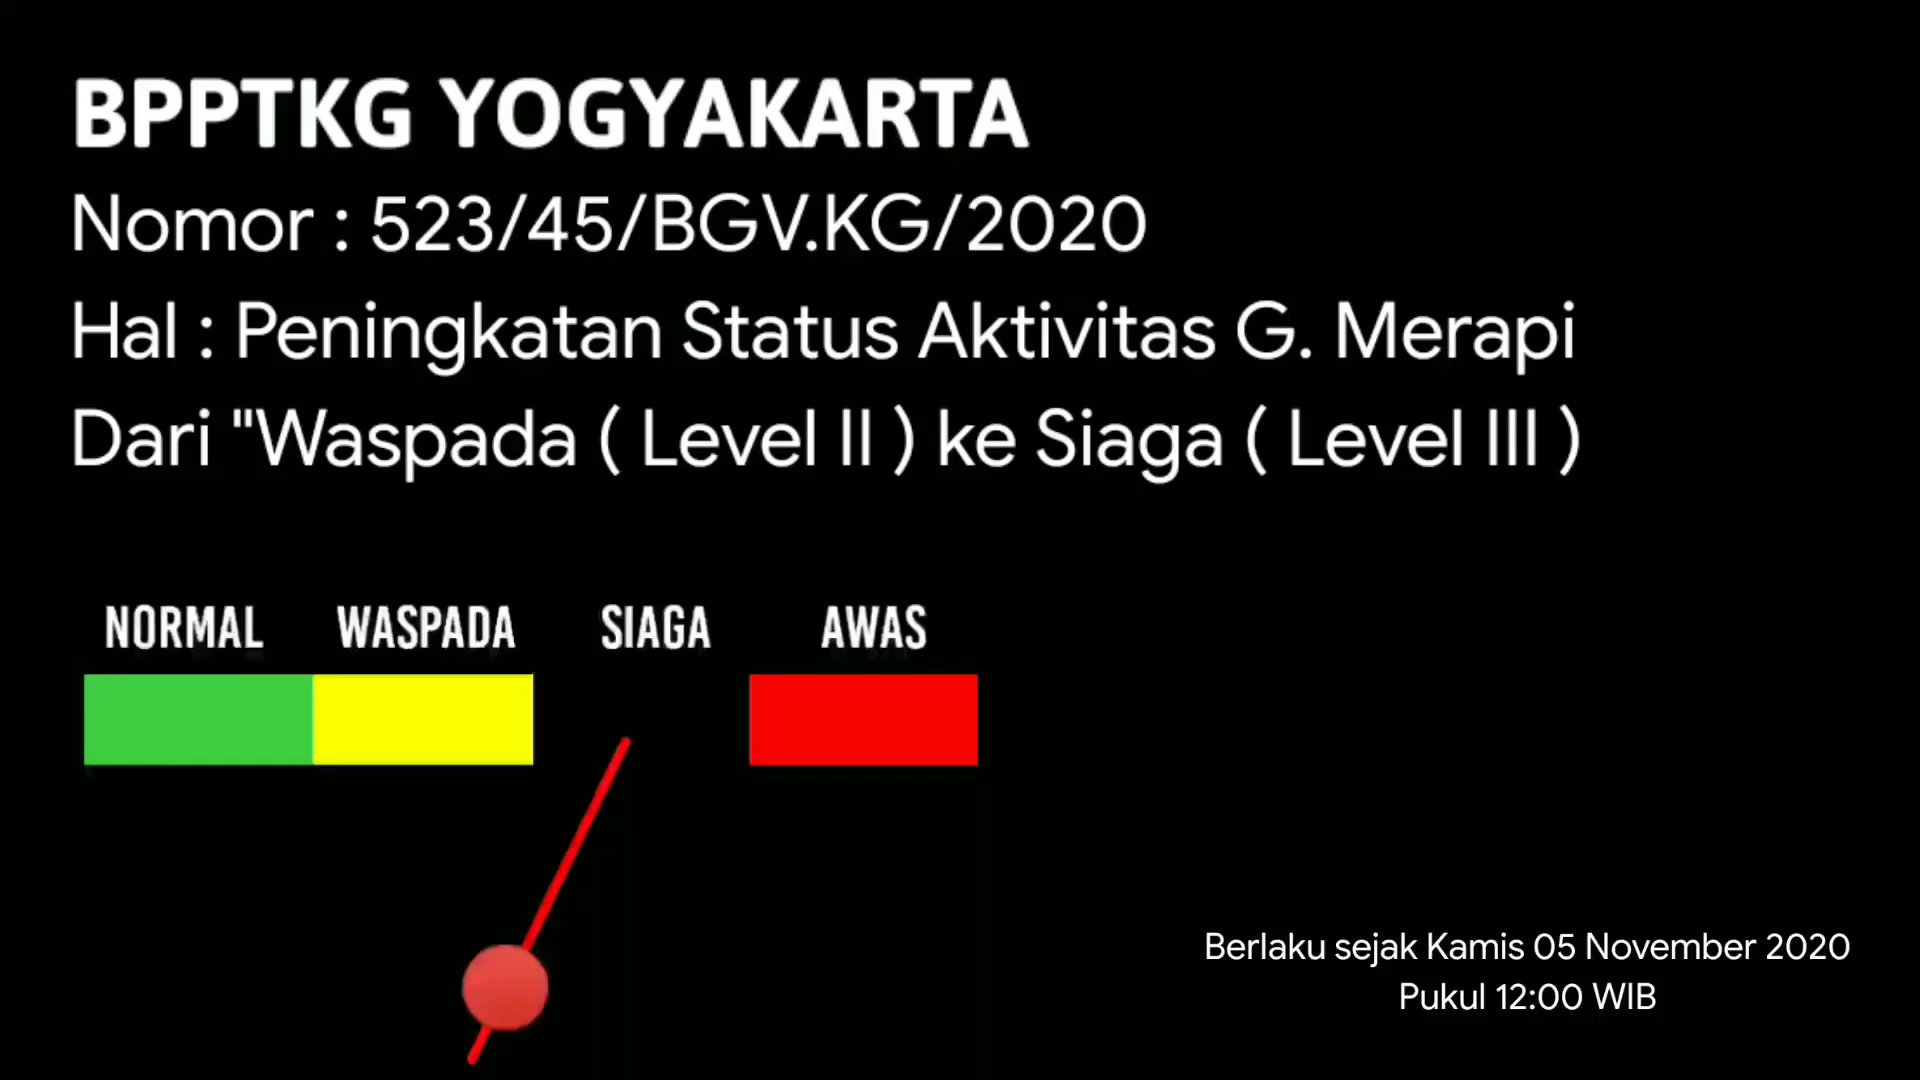 BPPTKG YOGYAKARTA
Nomor : 523/45/BGV.KG/2020
Hal : Peningkatan Status Aktivitas G. Merapi
Dari "Waspada ( Level II ) ke Siaga ( Level III )
NORMAL WASPADA SIAGA AWAS
Berlaku sejak Kamis 05 November 2020
Pukul 12:00 WIB